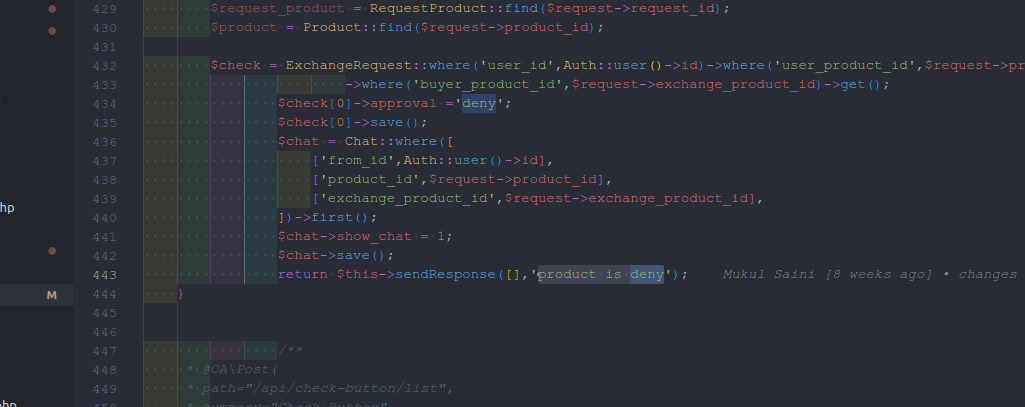 429 $request_product = RequestProduct::find($request->request_id);
430 $product = Product::find($request->product_id);
431
432 $check = ExchangeRequest::where('user_id',Auth::user()->id)->where('user_product_id',$request->pr
433 ->where('buyer_product_id',$request->exchange_product_id)->get();
434 $check[0]->approval ='deny';
435 $check[0]->save();
436 $chat = Chat::where([
437 ['from_id',Auth::user()->id],
438 ['product_id',$request->product_id],
hp 439 ['exchange_product_id',$request->exchange_product_id],
440 ])->first();
441 $chat->show_chat = 1;
442 $chat->save();
443 return $this->sendResponse([],'product is deny'); Mukul Saini [8 weeks ago] • changes
M 444 }
445
446
447 /**
448 * @OA\Post(
449 * path="/api/check-button/list",
* summary="Check Button"